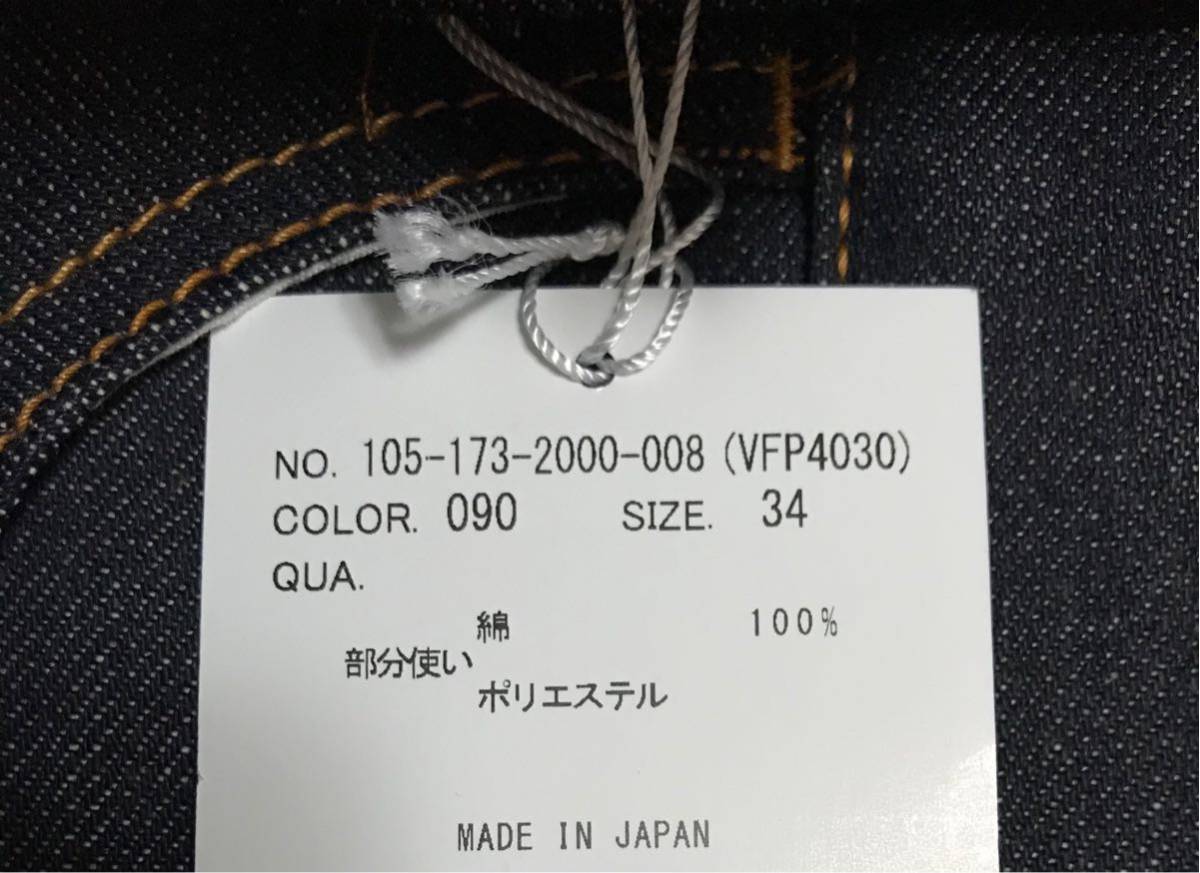 NO. 105-173-2000-008 (VFP4030)
COLOR. 090 SIZE. 34
QUA.
綿 100%
部分使い
ポリエステル
MADE IN JAPAN